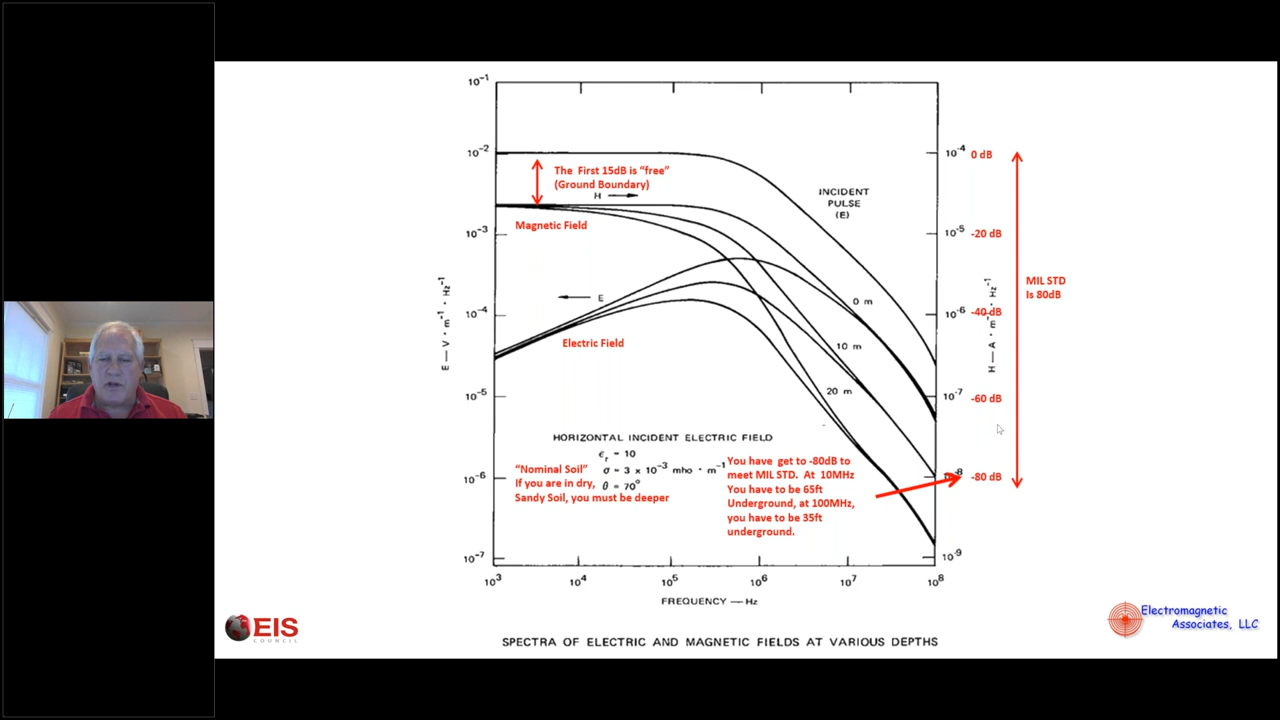 10⁻¹
10⁻²
10⁻³
10⁻⁴
10⁻⁵
10⁻⁶
10⁻⁷
E — V · m⁻¹ · Hz⁻¹
The First 15dB is "free"
(Ground Boundary)
H
Magnetic Field
INCIDENT
PULSE
(E)
E
Electric Field
0 m
10 m
20 m
10⁻⁴
10⁻⁵
10⁻⁶
10⁻⁷
10⁻⁸
10⁻⁹
H — A · m⁻¹ · Hz⁻¹
0 dB
-20 dB
-40 dB
-60 dB
-80 dB
MIL STD
Is 80dB
HORIZONTAL INCIDENT ELECTRIC FIELD
εr = 10
σ = 3 x 10⁻³ mho · m⁻¹
θ = 70°
"Nominal Soil"
If you are in dry,
Sandy Soil, you must be deeper
You have get to -80dB to
meet MIL STD. At 10MHz
You have to be 65ft
Underground, at 100MHz,
you have to be 35ft
underground.
10³ 10⁴ 10⁵ 10⁶ 10⁷ 10⁸
FREQUENCY — Hz
SPECTRA OF ELECTRIC AND MAGNETIC FIELDS AT VARIOUS DEPTHS
EIS
COUNCIL
Electromagnetic
Associates, LLC